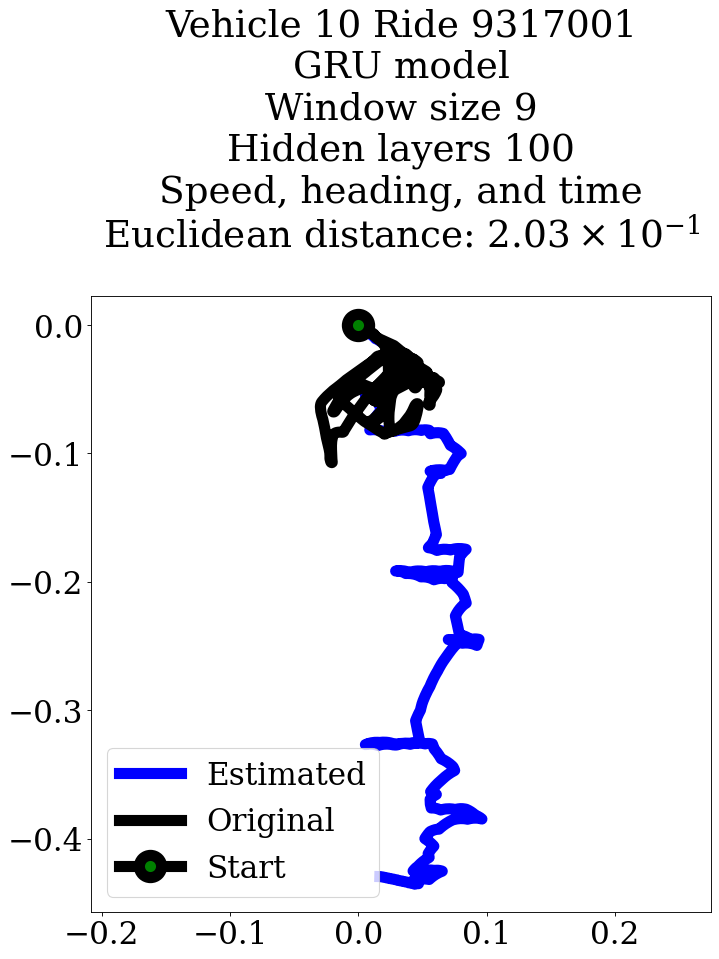 Vehicle 10 Ride 9317001
GRU model
Window size 9
Hidden layers 100
Speed, heading, and time
Euclidean distance: 2.03 × 10⁻¹
0.0
−0.1
−0.2
−0.3
−0.4
Estimated
Original
Start
−0.2 −0.1 0.0 0.1 0.2